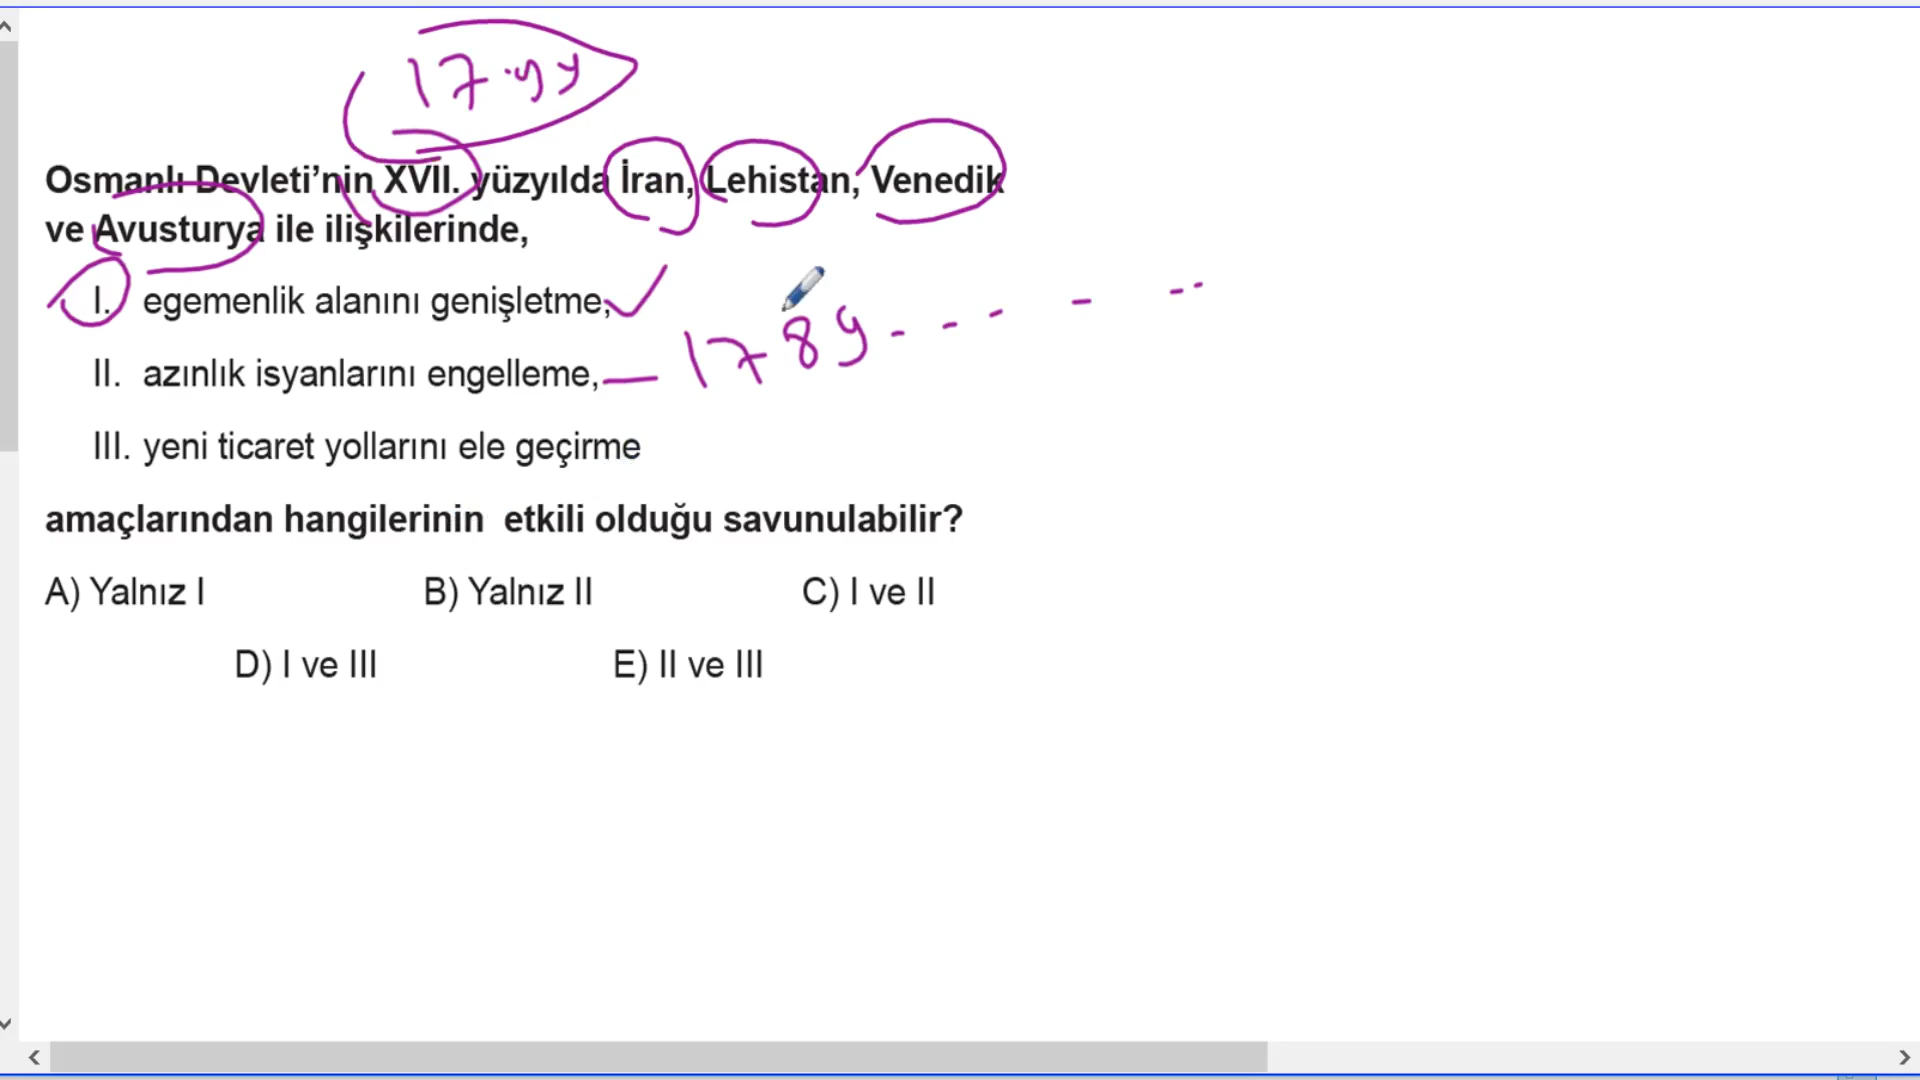 17.yy
Osmanlı Devleti’nin XVII. yüzyılda İran, Lehistan, Venedik
ve Avusturya ile ilişkilerinde,
I. egemenlik alanını genişletme,
1789.....
II. azınlık isyanlarını engelleme,
III. yeni ticaret yollarını ele geçirme
amaçlarından hangilerinin etkili olduğu savunulabilir?
A) Yalnız I B) Yalnız II C) I ve II
D) I ve III E) II ve III